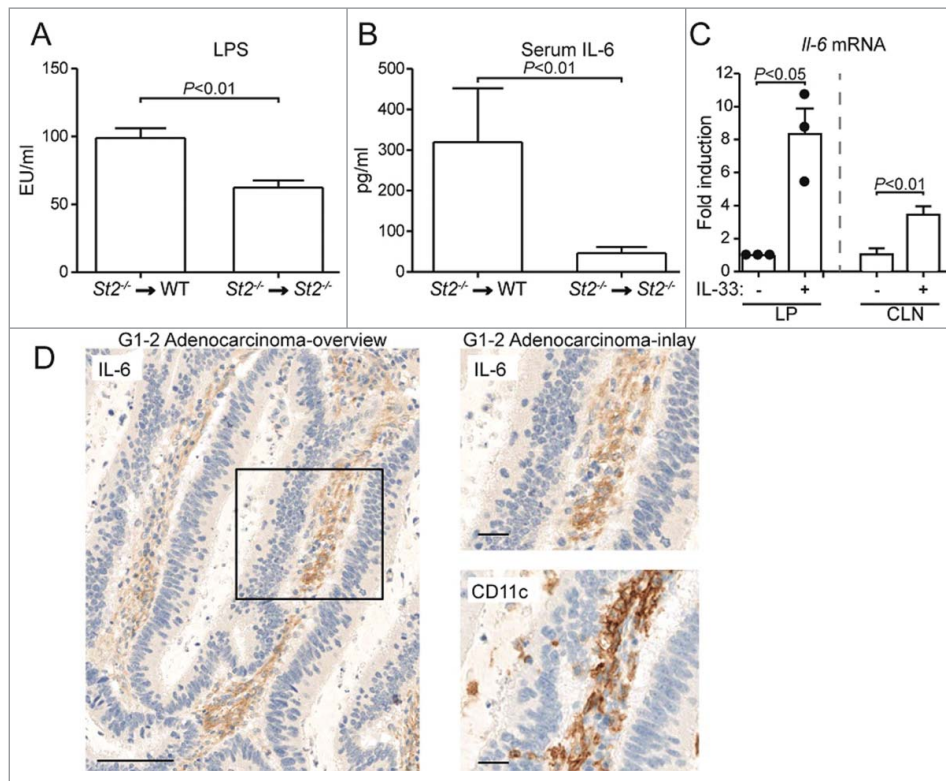 A
LPS
P<0.01
EU/ml
150
100
50
0
St2-/- → WT
St2-/- → St2-/-
B
Serum IL-6
P<0.01
pg/ml
500
400
300
200
100
0
St2-/- → WT
St2-/- → St2-/-
C
Il-6 mRNA
P<0.05
P<0.01
Fold induction
12
10
8
6
4
2
0
IL-33: - + - +
LP
CLN
D
G1-2 Adenocarcinoma-overview
IL-6
G1-2 Adenocarcinoma-inlay
IL-6
CD11c